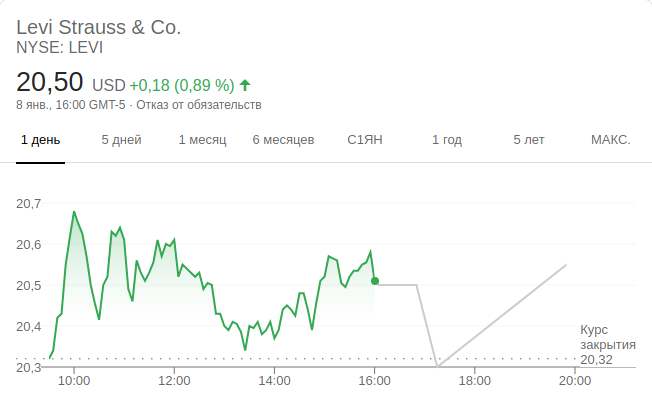 Levi Strauss & Co.
NYSE: LEVI
20,50 USD +0,18 (0,89 %)
8 янв., 16:00 GMT-5 · Отказ от обязательств
1 день 5 дней 1 месяц 6 месяцев С1ЯН 1 год 5 лет МАКС.
20,7
20,6
20,5
20,4
20,3
Курс
закрытия
20,32
10:00 12:00 14:00 16:00 18:00 20:00